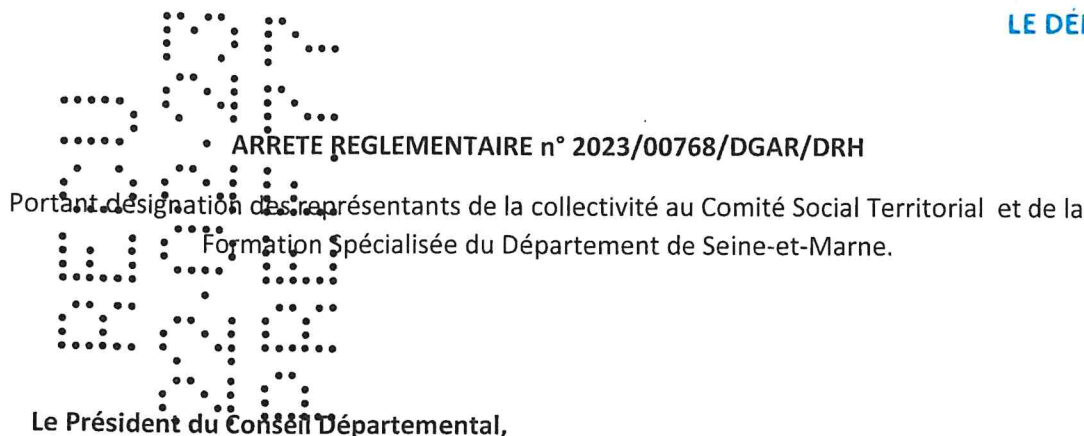 LE DÉ
ARRETE REGLEMENTAIRE n° 2023/00768/DGAR/DRH
Portant désignation des représentants de la collectivité au Comité Social Territorial et de la
Formation Spécialisée du Département de Seine-et-Marne.
Le Président du Conseil Départemental,